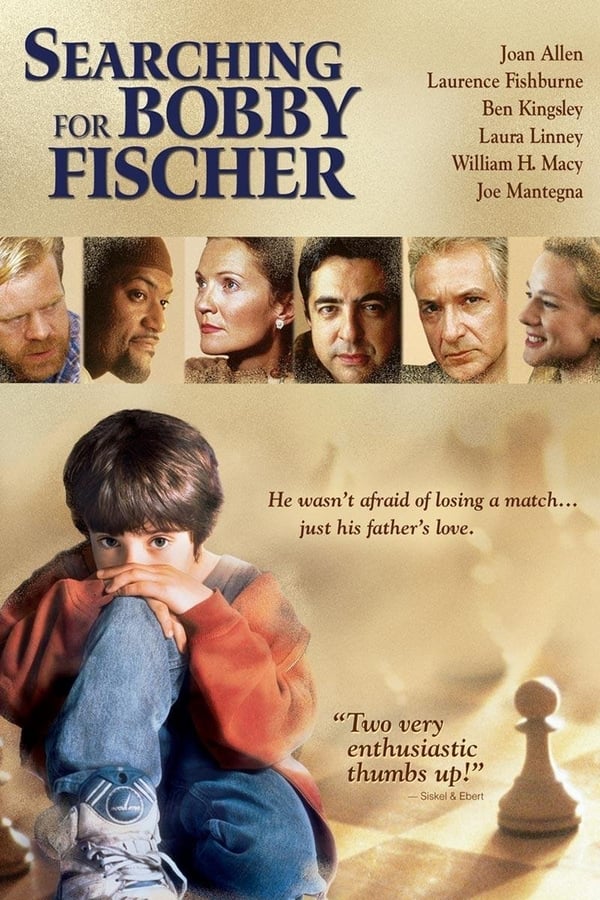 SEARCHING
FOR BOBBY
FISCHER
Joan Allen
Laurence Fishburne
Ben Kingsley
Laura Linney
William H. Macy
Joe Mantegna
He wasn't afraid of losing a match...
just his father's love.
“Two very
enthusiastic
thumbs up!”
— Siskel & Ebert